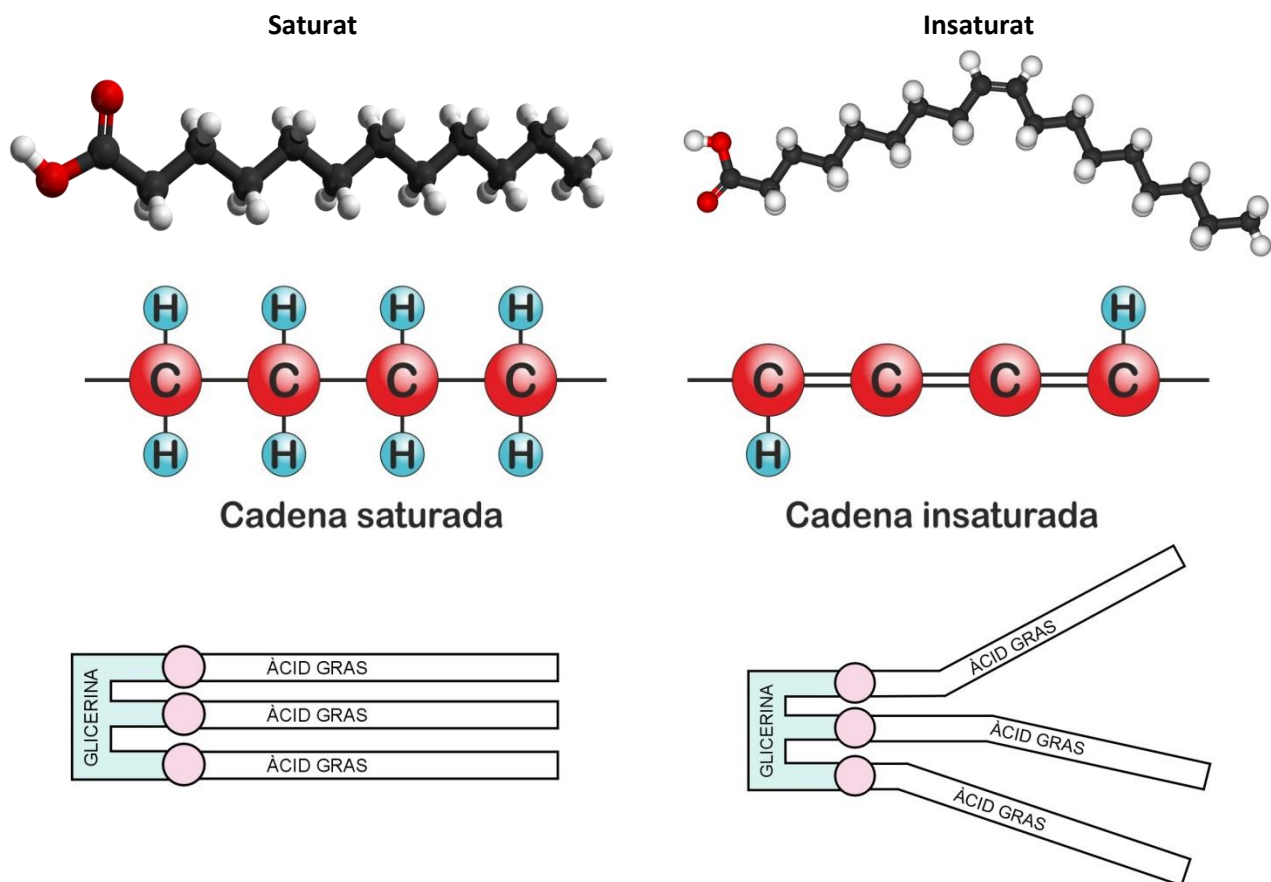 Saturat
Insaturat
H H H H
C C C C
H H H H
H
C C C C
H
Cadena saturada
Cadena insaturada
GLICERINA
ÀCID GRAS
ÀCID GRAS
ÀCID GRAS
GLICERINA
ÀCID GRAS
ÀCID GRAS
ÀCID GRAS